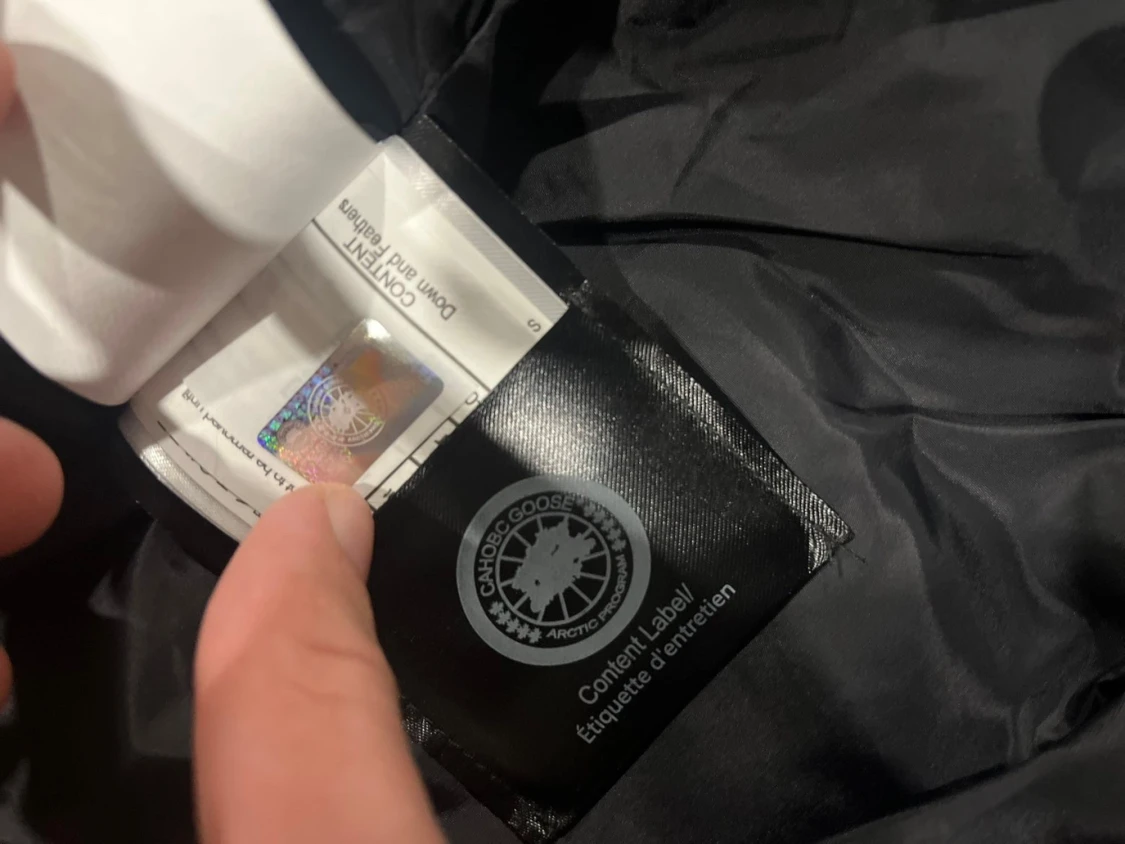 CAHOBC GOOSE
ARCTIC PROGRAM
Content Label/
Étiquette d'entretien
CONTENT
Down and Feathers
S